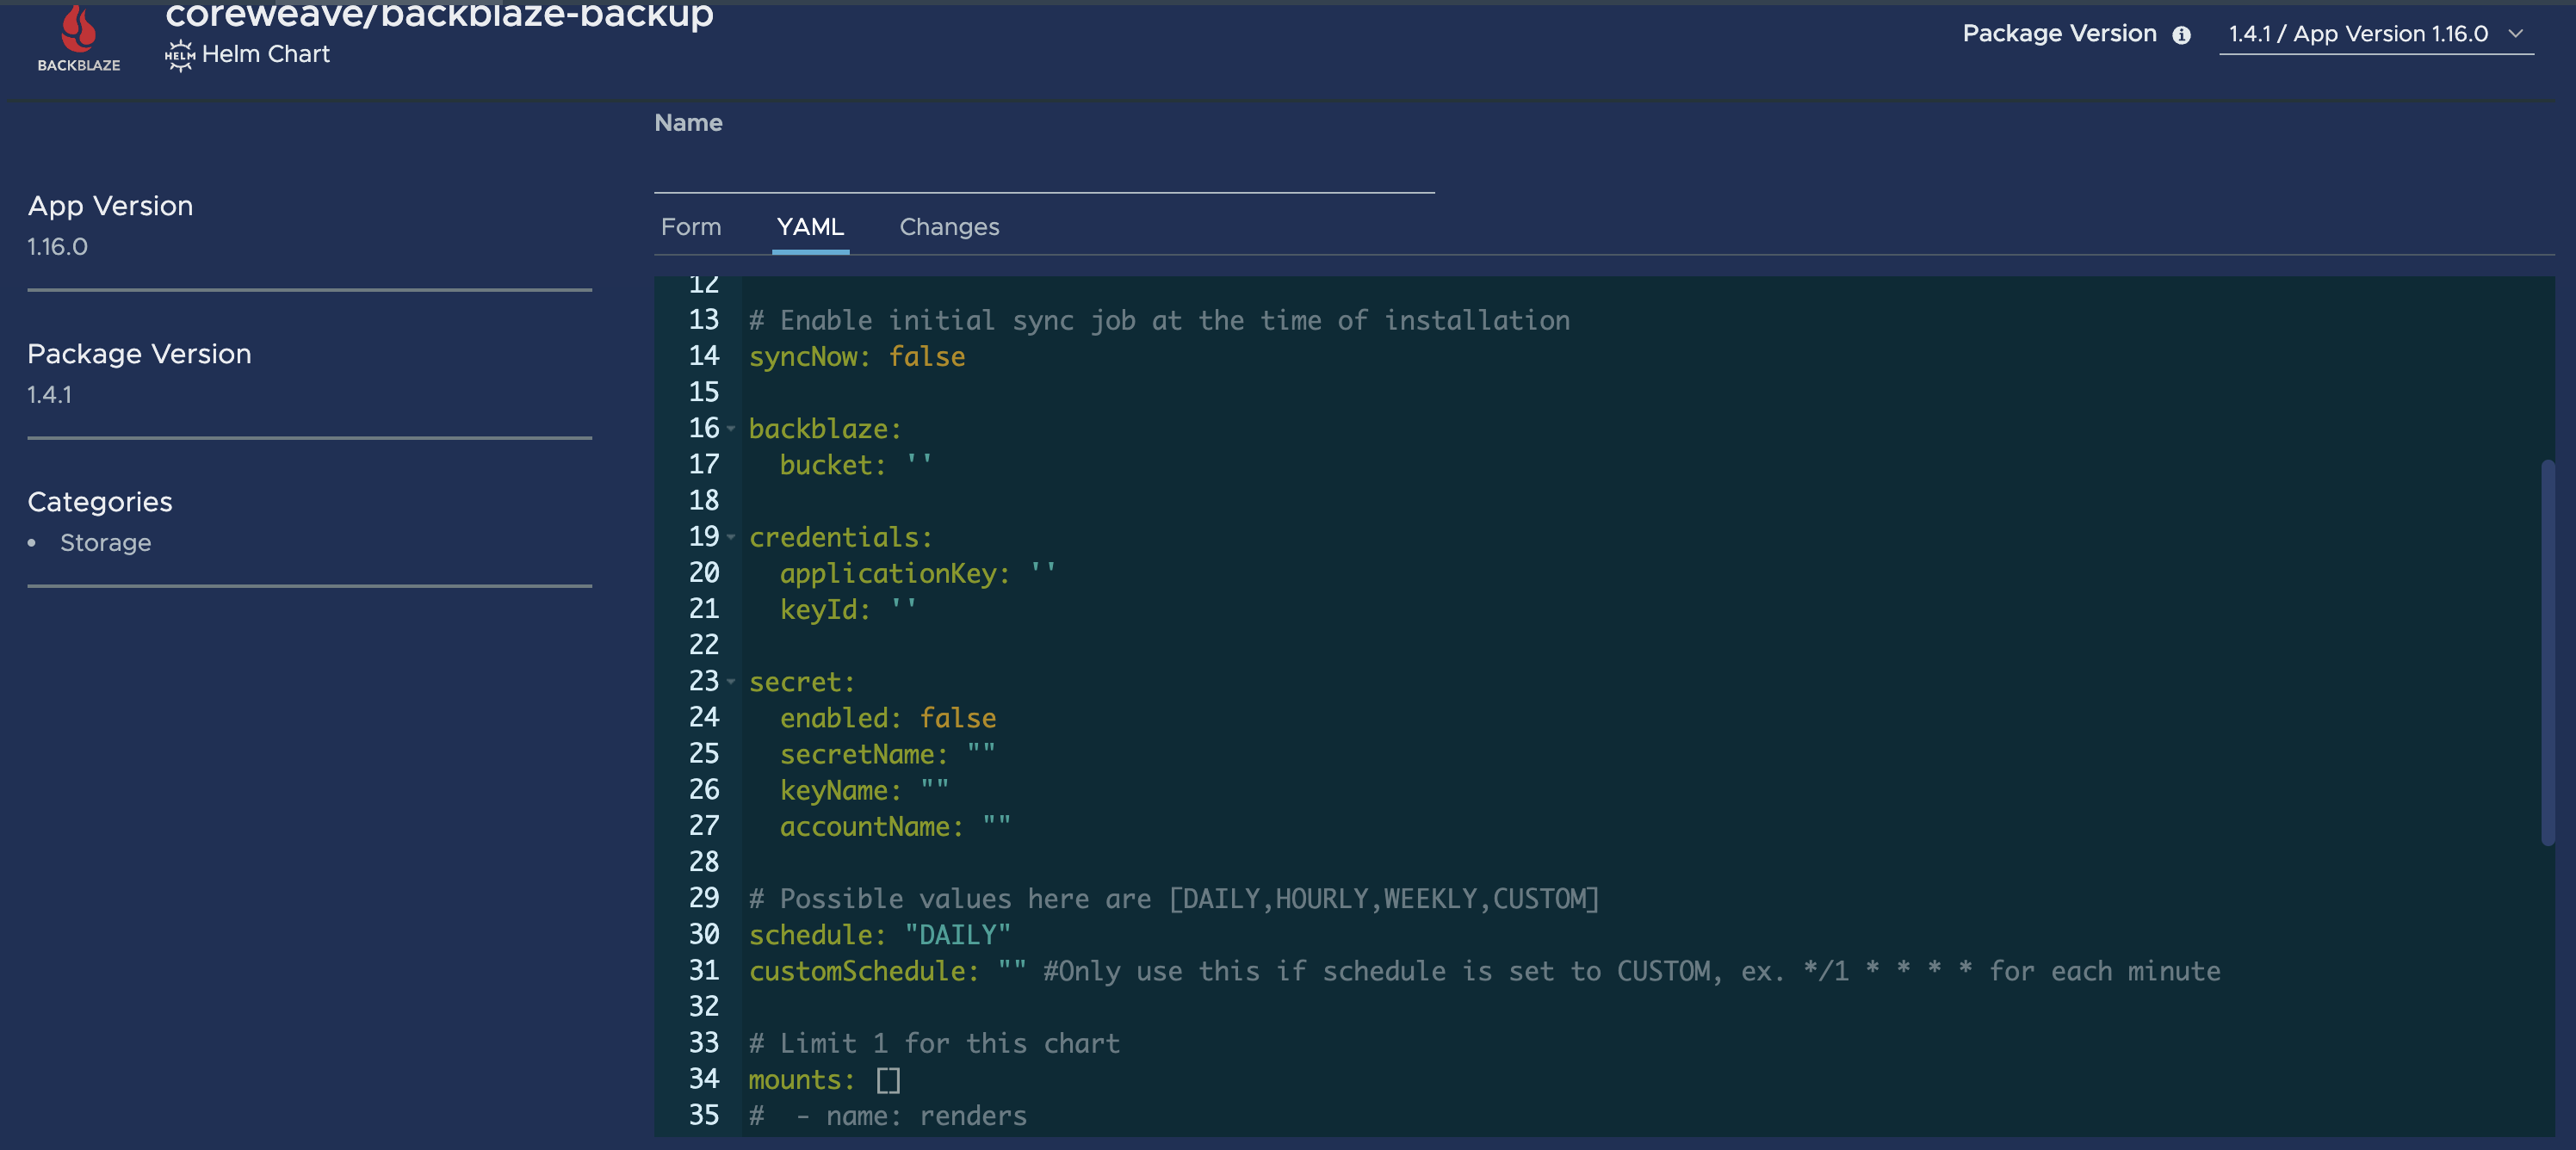 coreweave/backblaze-backup
BACKBLAZE
HELM Helm Chart
Package Version i 1.4.1 / App Version 1.16.0
App Version
1.16.0
Package Version
1.4.1
Categories
• Storage
Name
Form YAML Changes
12
13 # Enable initial sync job at the time of installation
14 syncNow: false
15
16 backblaze:
17   bucket: ''
18
19 credentials:
20   applicationKey: ''
21   keyId: ''
22
23 secret:
24   enabled: false
25   secretName: ""
26   keyName: ""
27   accountName: ""
28
29 # Possible values here are [DAILY,HOURLY,WEEKLY,CUSTOM]
30 schedule: "DAILY"
31 customSchedule: "" #Only use this if schedule is set to CUSTOM, ex. */1 * * * * for each minute
32
33 # Limit 1 for this chart
34 mounts: []
35 #  - name: renders